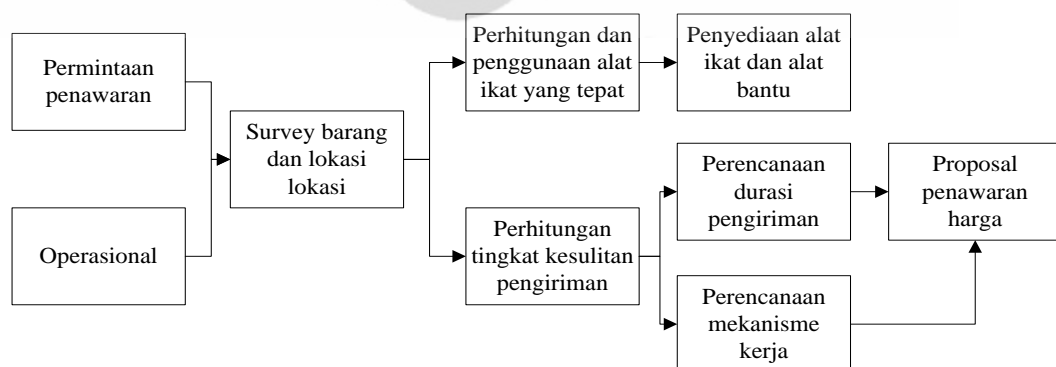 Permintaan
penawaran
Operasional
Survey barang
dan lokasi
lokasi
Perhitungan dan
penggunaan alat
ikat yang tepat
Penyediaan alat
ikat dan alat
bantu
Perhitungan
tingkat kesulitan
pengiriman
Perencanaan
durasi
pengiriman
Perencanaan
mekanisme
kerja
Proposal
penawaran
harga